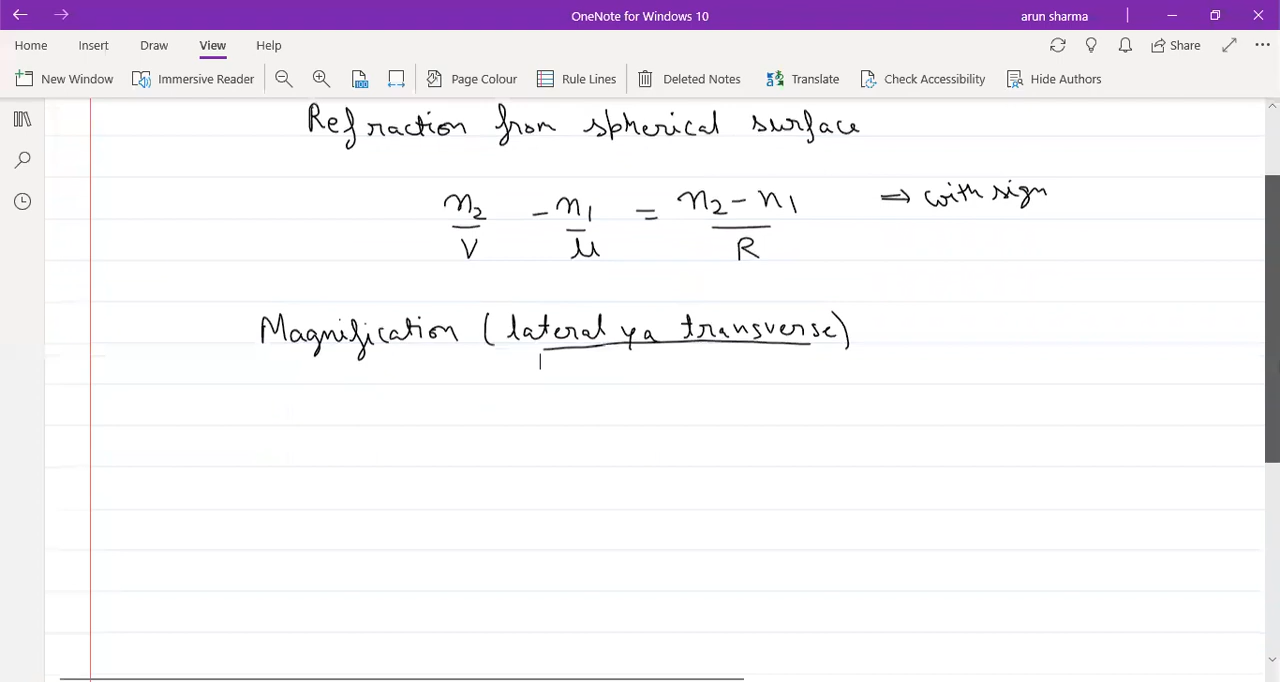 OneNote for Windows 10
arun sharma
Home Insert Draw View Help
Share
New Window Immersive Reader Page Colour Rule Lines Deleted Notes Translate Check Accessibility Hide Authors
Refraction from spherical surface
n₂/V - n₁/u = n₂ - n₁/R ⇒ with sign
Magnification (lateral ya transverse)